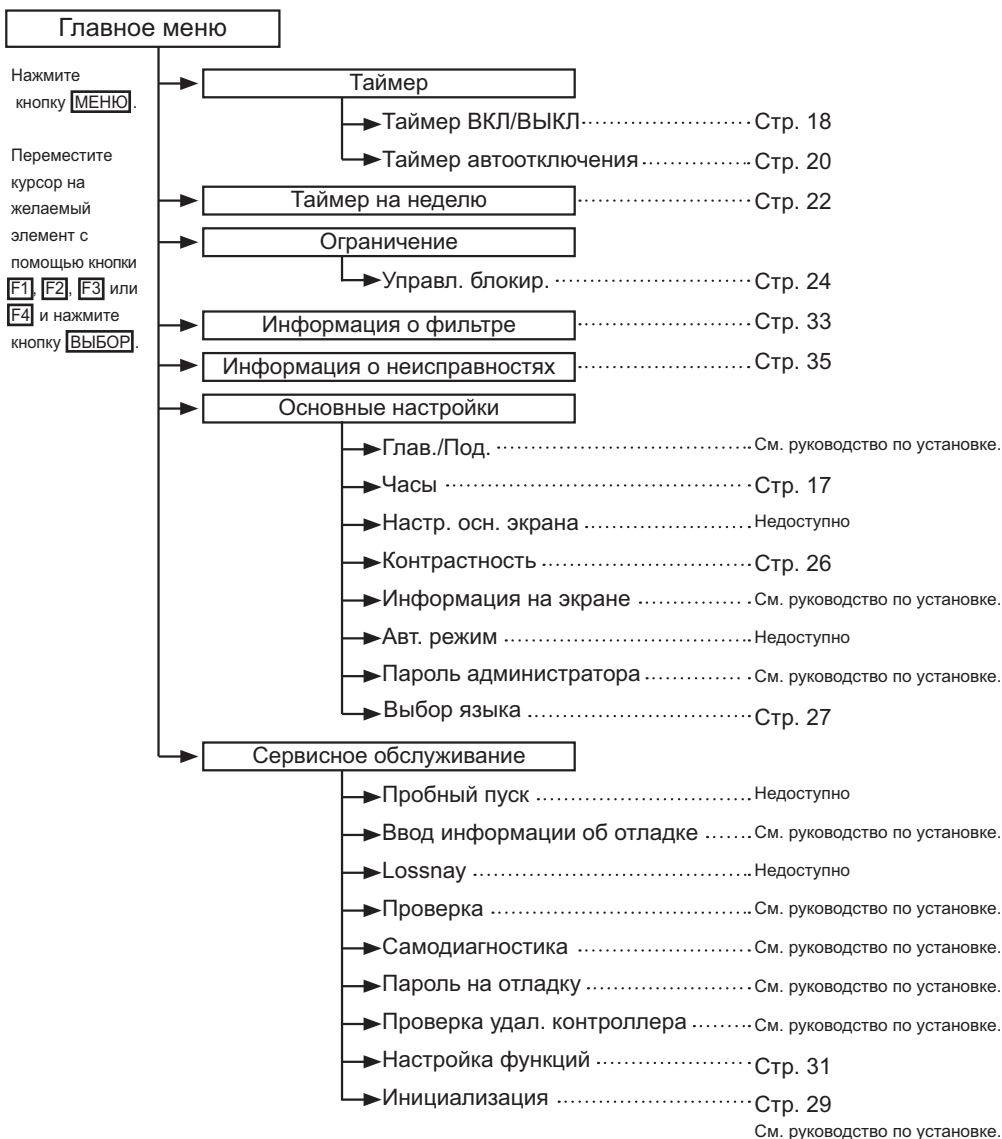 Главное меню
Нажмите
кнопку МЕНЮ.
Переместите
курсор на
желаемый
элемент с
помощью кнопки
F1, F2, F3 или
F4 и нажмите
кнопку ВЫБОР.
Таймер
Таймер ВКЛ/ВЫКЛ Стр. 18
Таймер автоотключения Стр. 20
Таймер на неделю Стр. 22
Ограничение
Управл. блокир. Стр. 24
Информация о фильтре Стр. 33
Информация о неисправностях Стр. 35
Основные настройки
Глав./Под. См. руководство по установке.
Часы Стр. 17
Настр. осн. экрана Недоступно
Контрастность Стр. 26
Информация на экране См. руководство по установке.
Авт. режим Недоступно
Пароль администратора См. руководство по установке.
Выбор языка Стр. 27
Сервисное обслуживание
Пробный пуск Недоступно
Ввод информации об отладке См. руководство по установке.
Lossnay Недоступно
Проверка См. руководство по установке.
Самодиагностика См. руководство по установке.
Пароль на отладку См. руководство по установке.
Проверка удал. контроллера См. руководство по установке.
Настройка функций Стр. 31
Инициализация Стр. 29
См. руководство по установке.